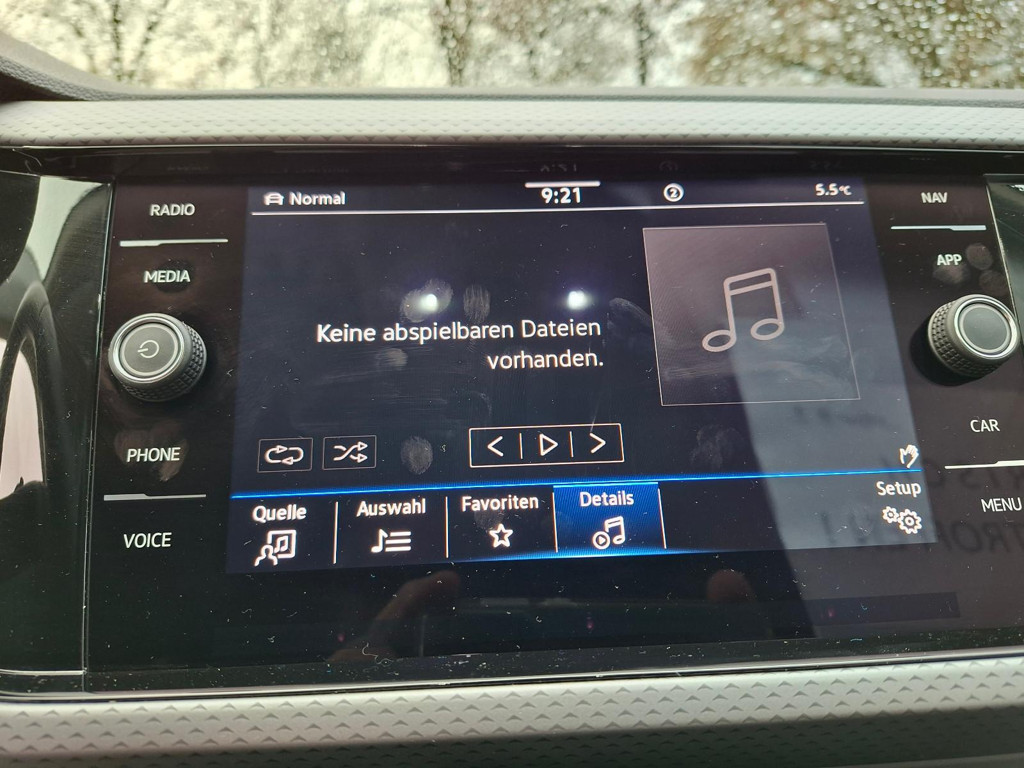 RADIO
MEDIA
PHONE
VOICE
Normal
9:21
2
5.5°C
Keine abspielbaren Dateien
vorhanden.
Quelle
Auswahl
Favoriten
Details
Setup
NAV
APP
CAR
MENU